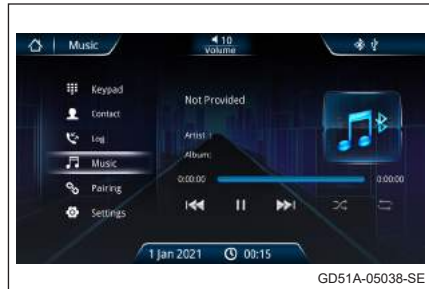 Music
10
Volume
Keypad
Contact
Log
Music
Pairing
Settings
Not Provided
Artist 1
Album:
0:00:00
0:00:00
1 Jan 2021
00:15
GD51A-05038-SE